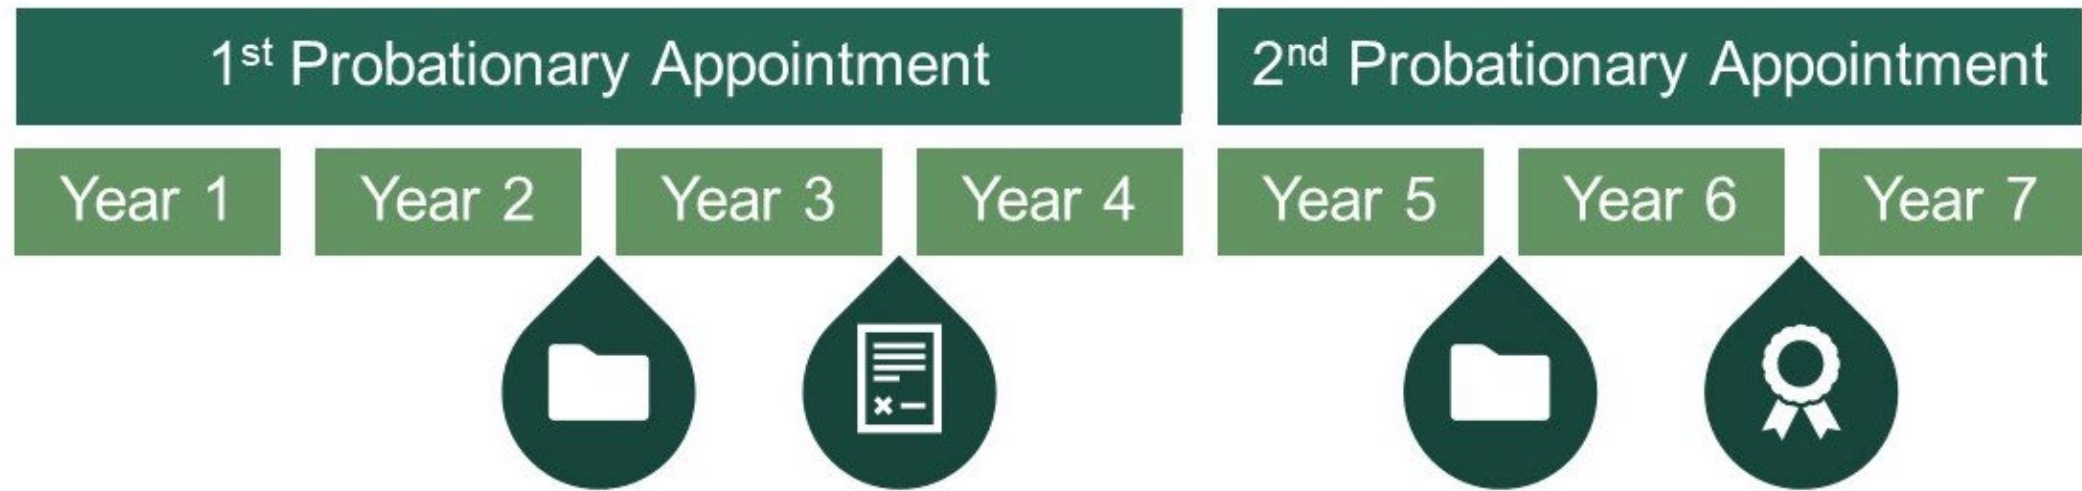 1st Probationary Appointment
2nd Probationary Appointment
Year 1
Year 2
Year 3
Year 4
Year 5
Year 6
Year 7